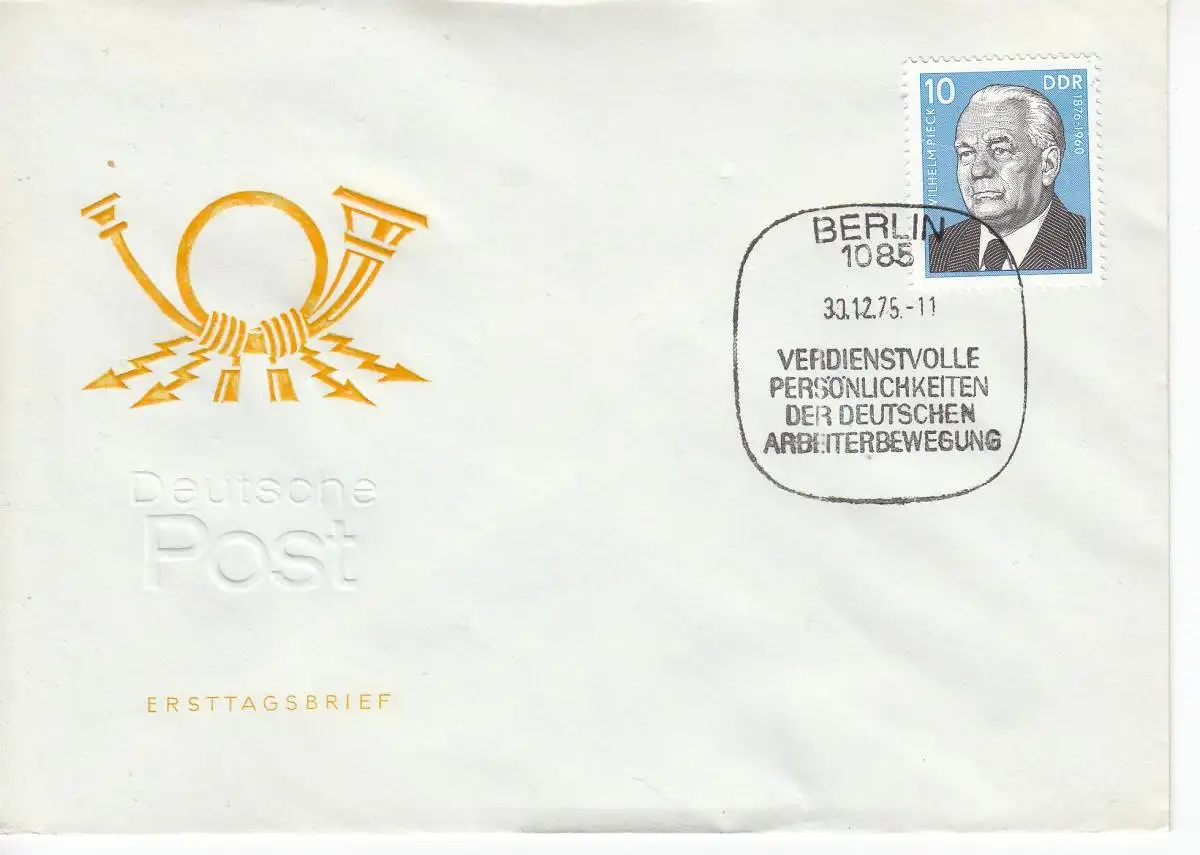 10 DDR
WILHELM PIECK
1876-1960
BERLIN
1085
30.12.75.-11
VERDIENSTVOLLE
PERSÖNLICHKEITEN
DER DEUTSCHEN
ARBEITERBEWEGUNG
Deutsche
Post
ERSTTAGSBRIEF